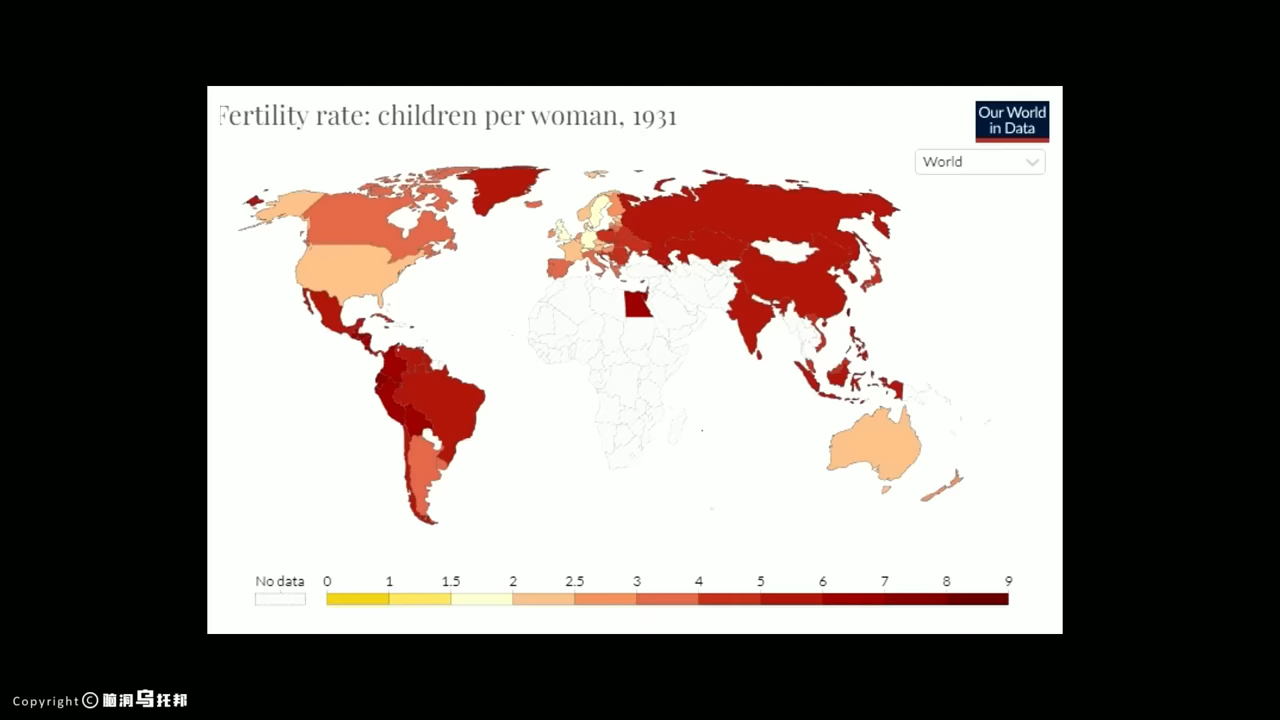 Fertility rate: children per woman, 1931
Our World
in Data
World
No data 0 1 1.5 2 2.5 3 4 5 6 7 8 9
Copyright © 脑洞乌托邦